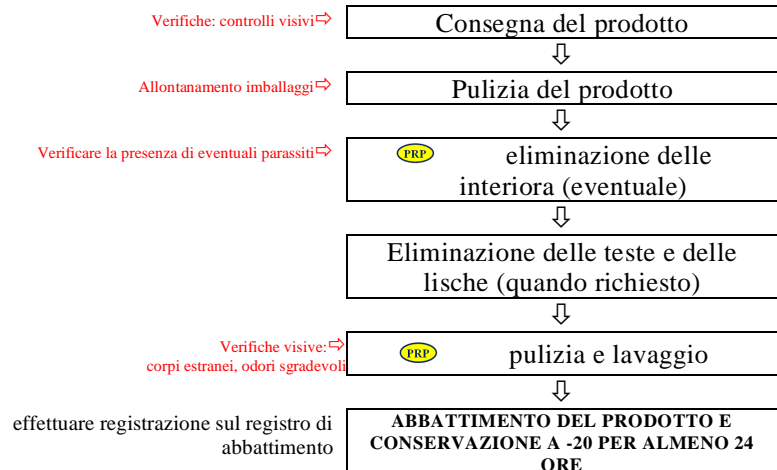 Verifiche: controlli visivi
Consegna del prodotto
Allontanamento imballaggi
Pulizia del prodotto
Verificare la presenza di eventuali parassiti
PRP
eliminazione delle
interiora (eventuale)
Eliminazione delle teste e delle
lische (quando richiesto)
Verifiche visive:
corpi estranei, odori sgradevoli
PRP
pulizia e lavaggio
effettuare registrazione sul registro di
abbattimento
ABBATTIMENTO DEL PRODOTTO E
CONSERVAZIONE A -20 PER ALMENO 24
ORE